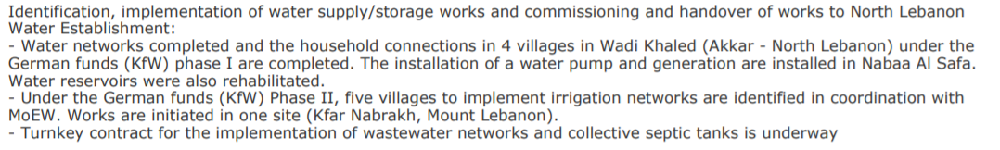 Identification, implementation of water supply/storage works and commissioning and handover of works to North Lebanon
Water Establishment:
- Water networks completed and the household connections in 4 villages in Wadi Khaled (Akkar - North Lebanon) under the
German funds (KfW) phase I are completed. The installation of a water pump and generation are installed in Nabaa Al Safa.
Water reservoirs were also rehabilitated.
- Under the German funds (KfW) Phase II, five villages to implement irrigation networks are identified in coordination with
MoEW. Works are initiated in one site (Kfar Nabrakh, Mount Lebanon).
- Turnkey contract for the implementation of wastewater networks and collective septic tanks is underway